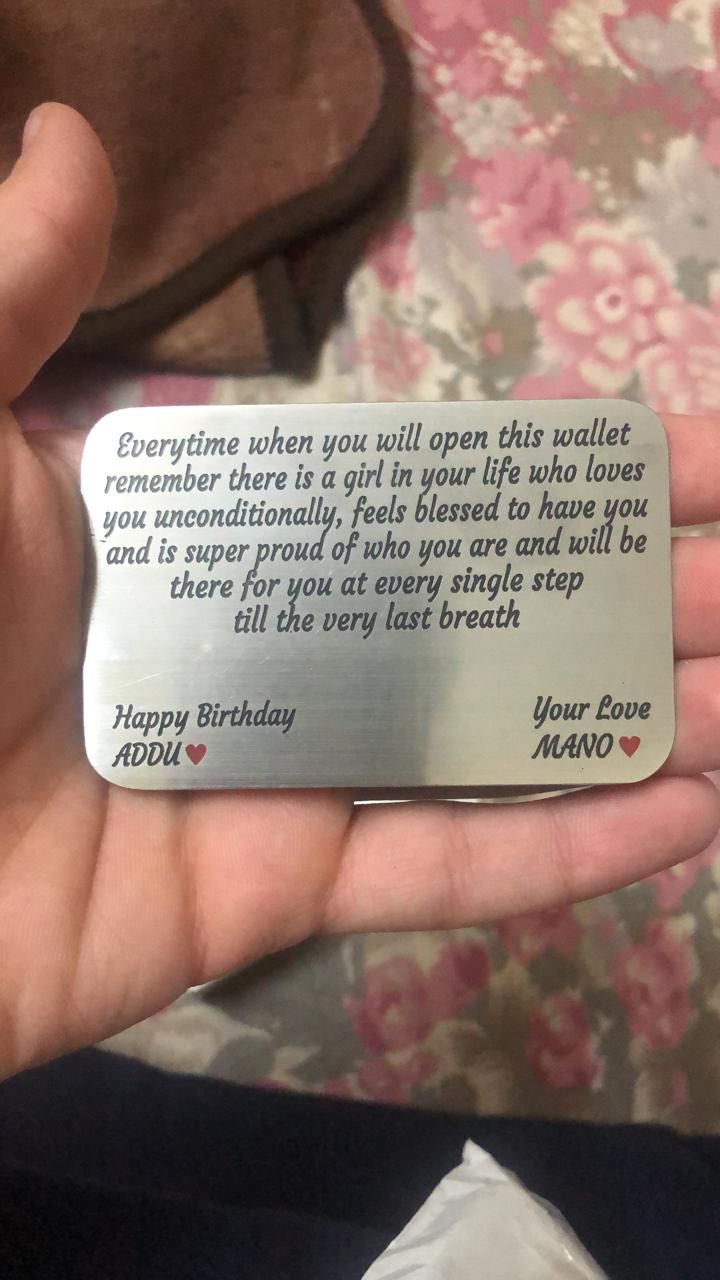 Everytime when you will open this wallet
remember there is a girl in your life who loves
you unconditionally, feels blessed to have you
and is super proud of who you are and will be
there for you at every single step
till the very last breath
Happy Birthday
ADDU❤
Your Love
MANO❤